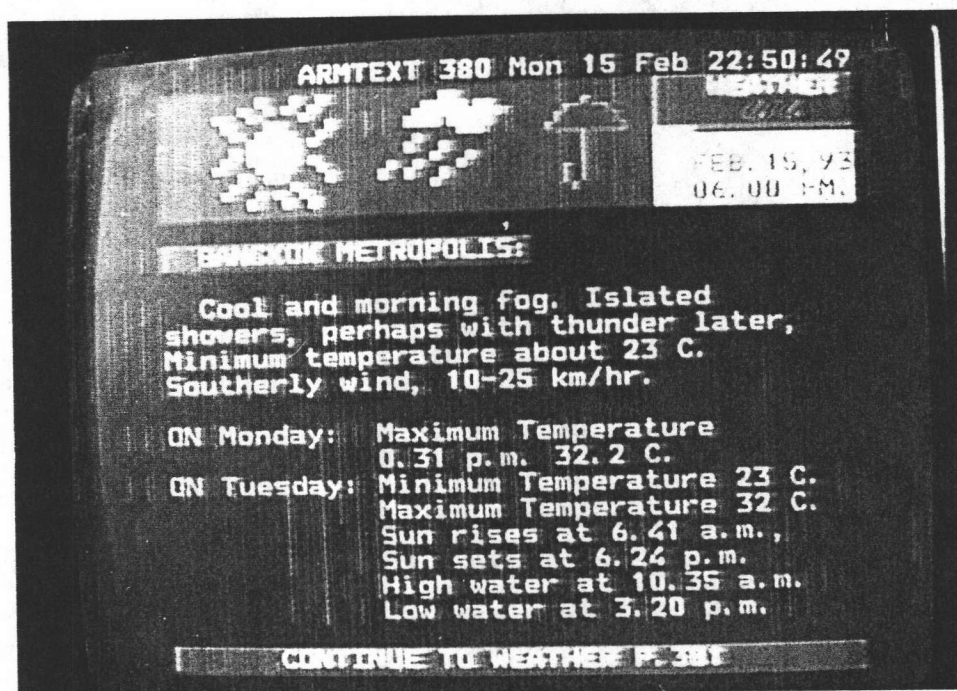 ARMTEXT 380 Mon 15 Feb 22:50:49
WEATHER
FEB. 15, 93
06.00 PM.
BANGKOK METROPOLIS:
Cool and morning fog. Islated
showers, perhaps with thunder later,
Minimum temperature about 23 C.
Southerly wind, 10-25 km/hr.
ON Monday: Maximum Temperature
0.31 p.m. 32.2 C.
ON Tuesday: Minimum Temperature 23 C.
Maximum Temperature 32 C.
Sun rises at 6.41 a.m.,
Sun sets at 6.24 p.m.
High water at 10.35 a.m.
Low water at 3.20 p.m.
CONTINUE TO WEATHER P.381